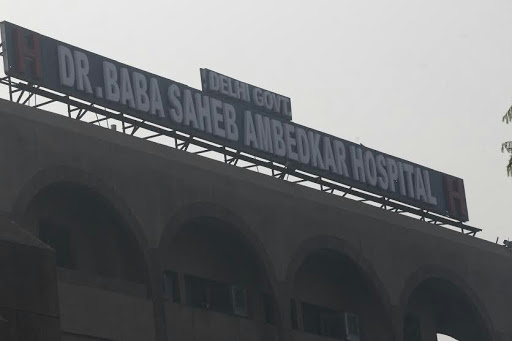 DELHI GOVT
H DR. BABA SAHEB AMBEDKAR HOSPITAL H